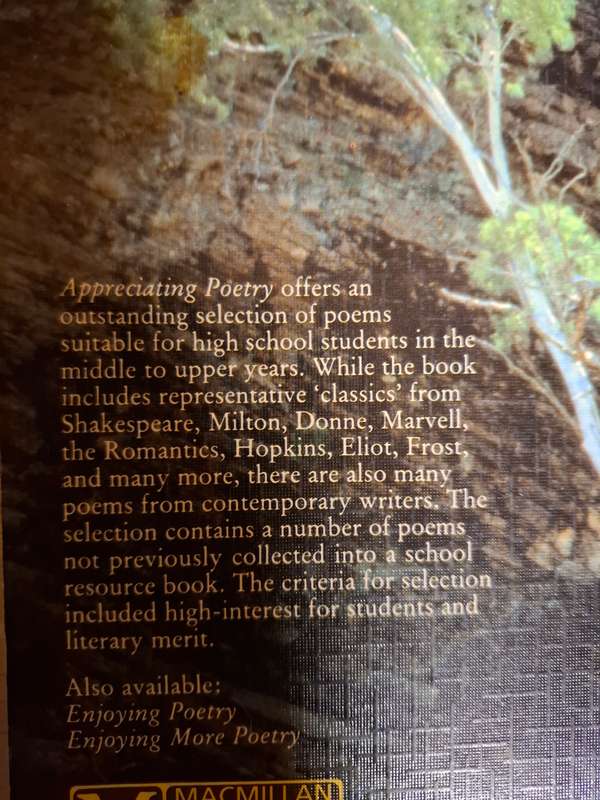 Appreciating Poetry offers an
outstanding selection of poems
suitable for high school students in the
middle to upper years. While the book
includes representative ‘classics’ from
Shakespeare, Milton, Donne, Marvell,
the Romantics, Hopkins, Eliot, Frost,
and many more, there are also many
poems from contemporary writers. The
selection contains a number of poems
not previously collected into a school
resource book. The criteria for selection
included high-interest for students and
literary merit.
Also available:
Enjoying Poetry
Enjoying More Poetry
MACMILLAN